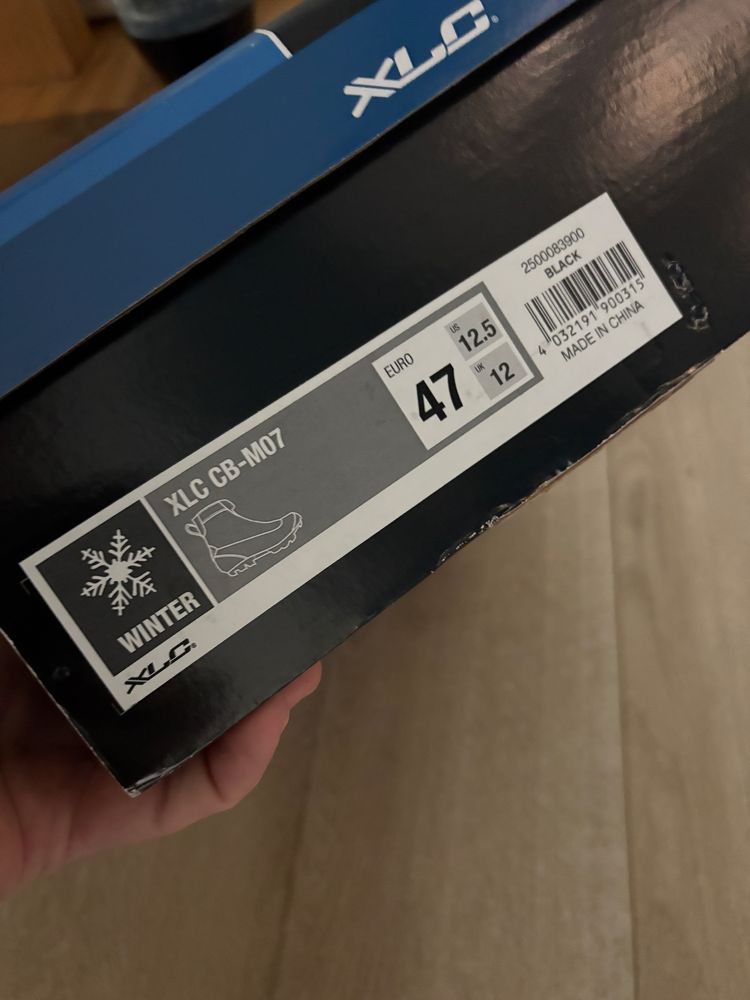 XLC®
2500083900
BLACK
4 032191 900315
MADE IN CHINA
EURO
47
US
12.5
UK
12
XLC CB-M07
WINTER
XLC®